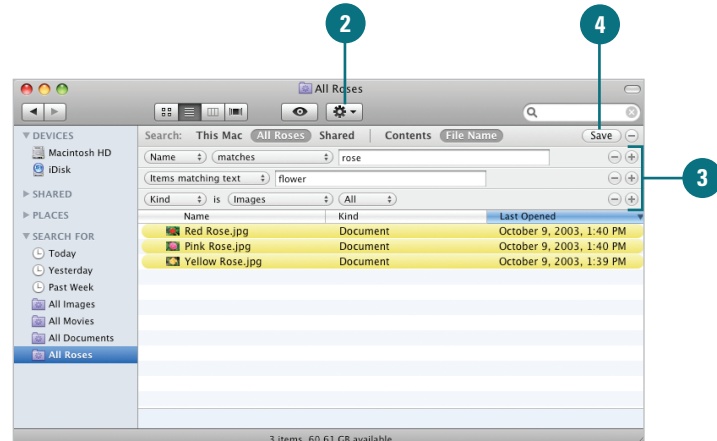 2
4
All Roses
DEVICES
Macintosh HD
iDisk
SHARED
PLACES
SEARCH FOR
Today
Yesterday
Past Week
All Images
All Movies
All Documents
All Roses
Search: This Mac All Roses Shared Contents File Name Save
Name matches rose
Items matching text flower
Kind is Images All
3
Name Kind Last Opened
Red Rose.jpg Document October 9, 2003, 1:40 PM
Pink Rose.jpg Document October 9, 2003, 1:40 PM
Yellow Rose.jpg Document October 9, 2003, 1:39 PM
3 items, 60.61 GB available